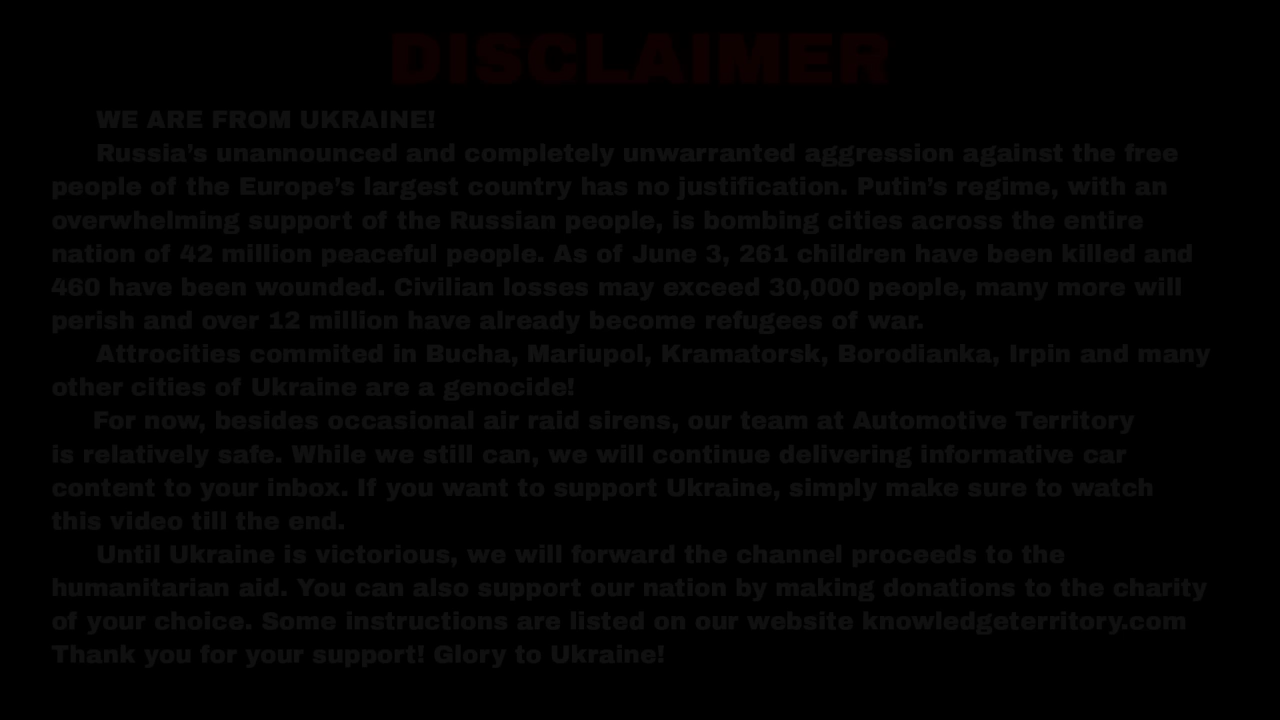 DISCLAIMER
WE ARE FROM UKRAINE!
Russia's unannounced and completely unwarranted aggression against the free
people of the Europe's largest country has no justification. Putin's regime, with an
overwhelming support of the Russian people, is bombing cities across the entire
nation of 42 million peaceful people. As of June 3, 261 children have been killed and
460 have been wounded. Civilian losses may exceed 30,000 people, many more will
perish and over 12 million have already become refugees of war.
Attrocities commited in Bucha, Mariupol, Kramatorsk, Borodianka, Irpin and many
other cities of Ukraine are a genocide!
For now, besides occasional air raid sirens, our team at Automotive Territory
is relatively safe. While we still can, we will continue delivering informative car
content to your inbox. If you want to support Ukraine, simply make sure to watch
this video till the end.
Until Ukraine is victorious, we will forward the channel proceeds to the
humanitarian aid. You can also support our nation by making donations to the charity
of your choice. Some instructions are listed on our website knowledgeterritory.com
Thank you for your support! Glory to Ukraine!